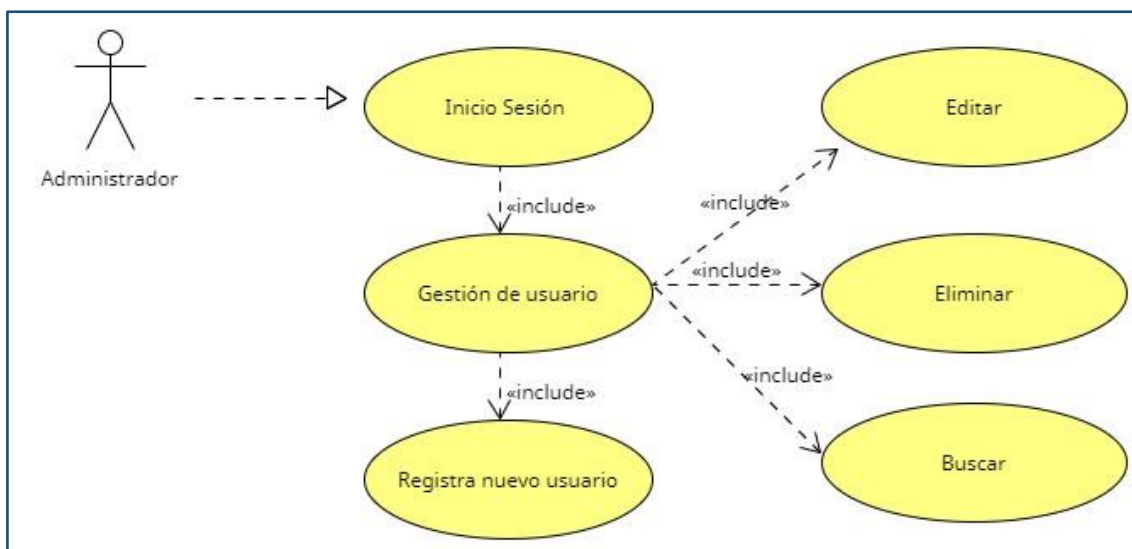 Administrador
Inicio Sesión
Editar
«include»
«include»
Gestión de usuario
«include»
Eliminar
«include»
«include»
Registra nuevo usuario
Buscar